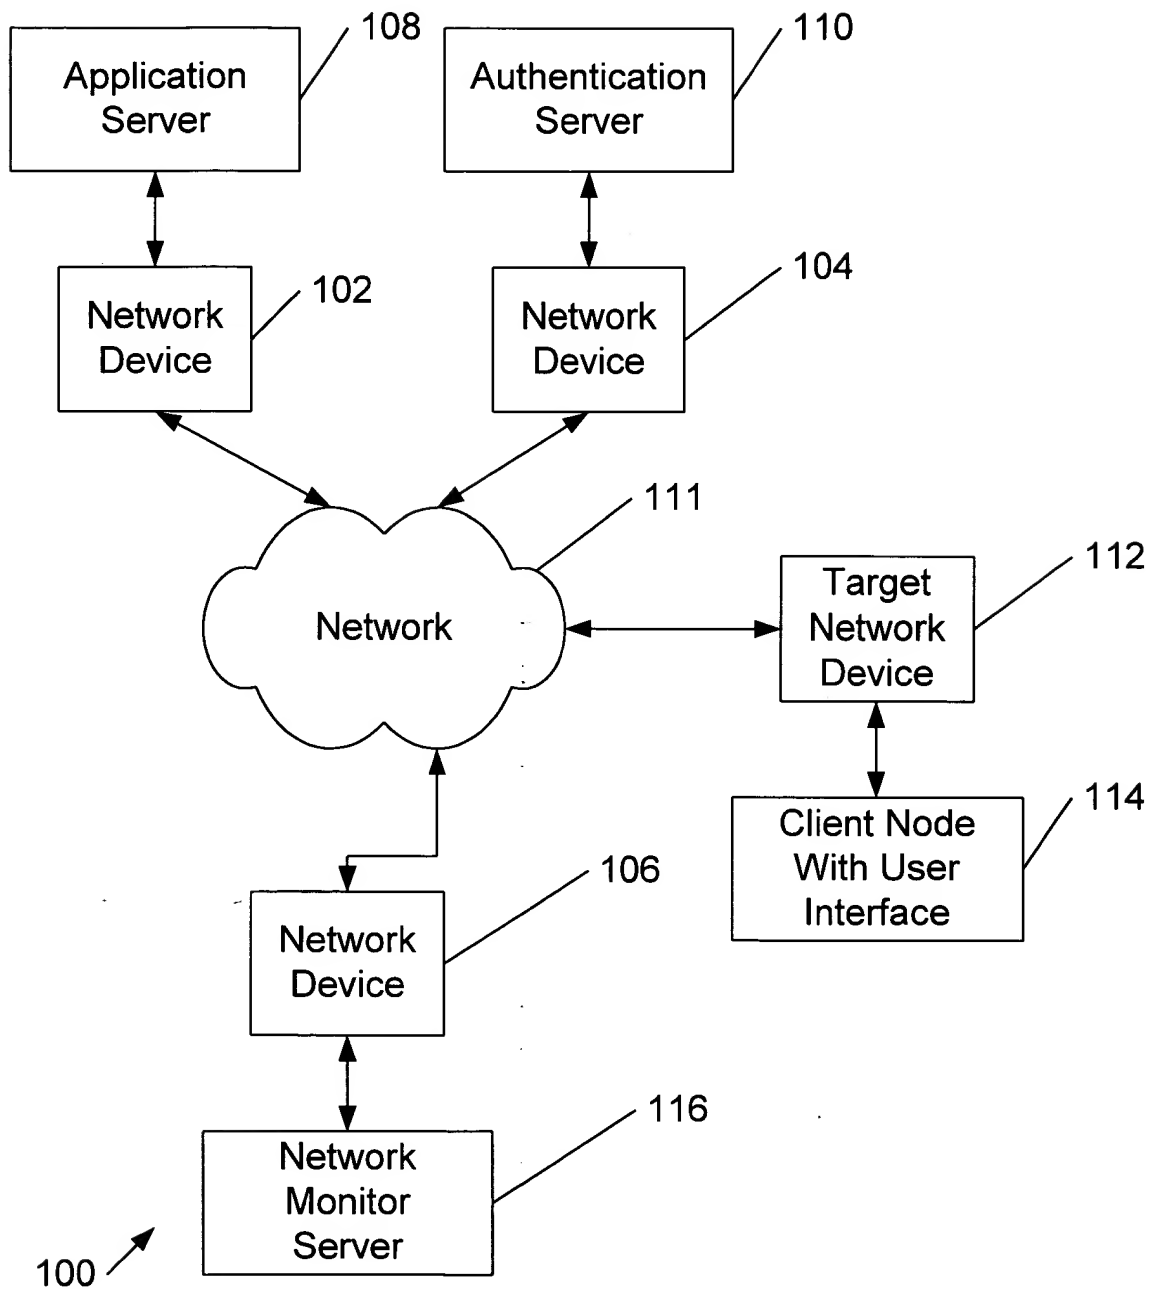 108
Application
Server
110
Authentication
Server
102
Network
Device
104
Network
Device
111
Network
112
Target
Network
Device
114
Client Node
With User
Interface
106
Network
Device
116
Network
Monitor
Server
100